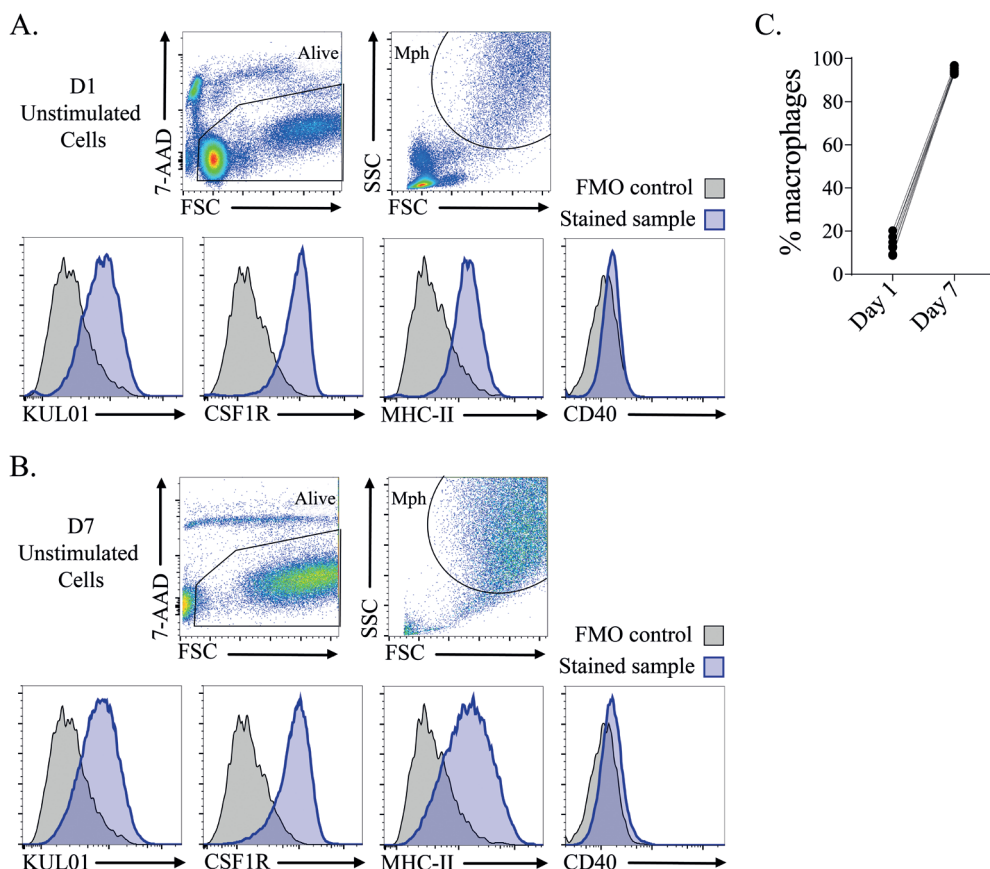 A.
D1
Unstimulated
Cells
7-AAD
Alive
FSC
SSC
Mph
FSC
FMO control
Stained sample
KUL01
CSF1R
MHC-II
CD40
B.
D7
Unstimulated
Cells
7-AAD
Alive
FSC
SSC
Mph
FSC
FMO control
Stained sample
KUL01
CSF1R
MHC-II
CD40
C.
% macrophages
100
80
60
40
20
0
Day 1
Day 7